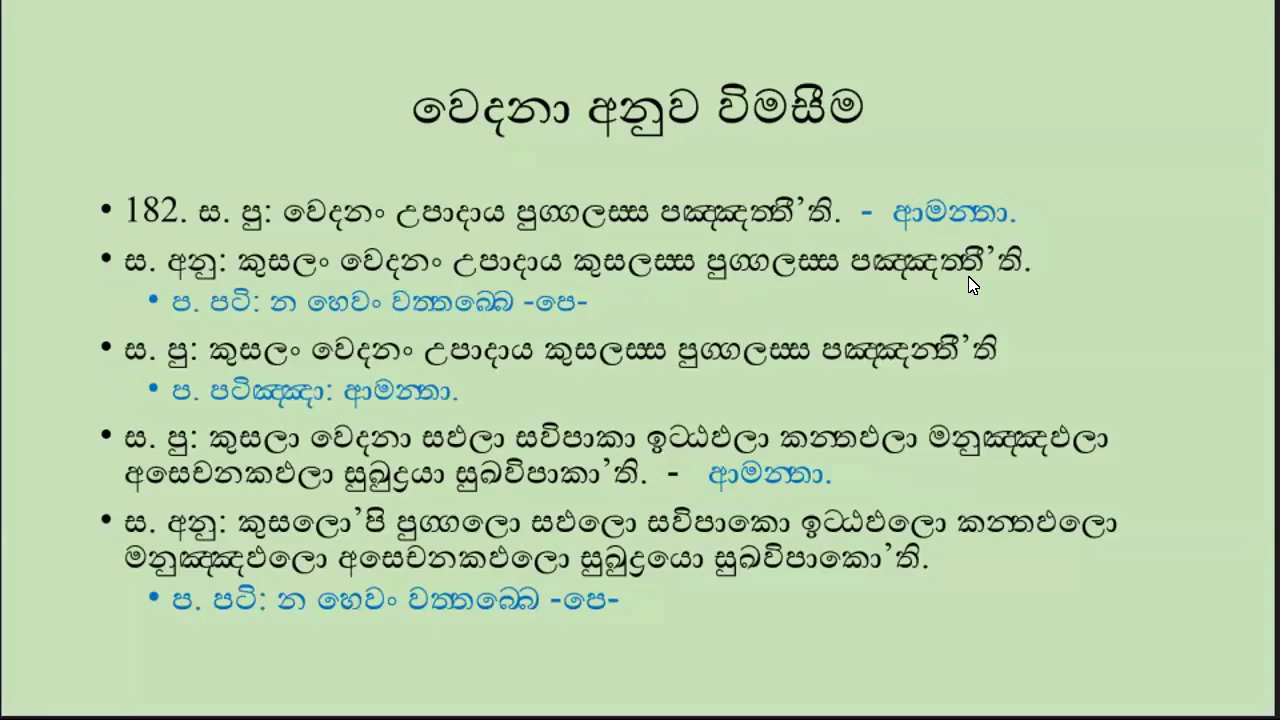 වෙදනා අනුව විමසීම
• 182. ස. පු: වෙදනං උපාදාය පුග්ගලස්ස පඤ්ඤත්තී’ති. - ආමන්තා.
• ස. අනු: කුසලං වෙදනං උපාදාය කුසලස්ස පුග්ගලස්ස පඤ්ඤත්තී’ති.
• ප. පටි: න හෙවං වත්තබ්බෙ -පෙ-
• ස. පු: කුසලං වෙදනං උපාදාය කුසලස්ස පුග්ගලස්ස පඤ්ඤන්තී’ති
• ප. පටිඤ්ඤා: ආමන්තා.
• ස. පු: කුසලා වෙදනා සඵලා සවිපාකා ඉට්ඨඵලා කන්තඵලා මනුඤ්ඤඵලා
අසෙචනකඵලා සුඛුද්‍රයා සුඛවිපාකා’ති. - ආමන්තා.
• ස. අනු: කුසලො’පි පුග්ගලො සඵලො සවිපාකො ඉට්ඨඵලො කන්තඵලො
මනුඤ්ඤඵලො අසෙචනකඵලො සුඛුද්‍රයො සුඛවිපාකො’ති.
• ප. පටි: න හෙවං වත්තබ්බෙ -පෙ-